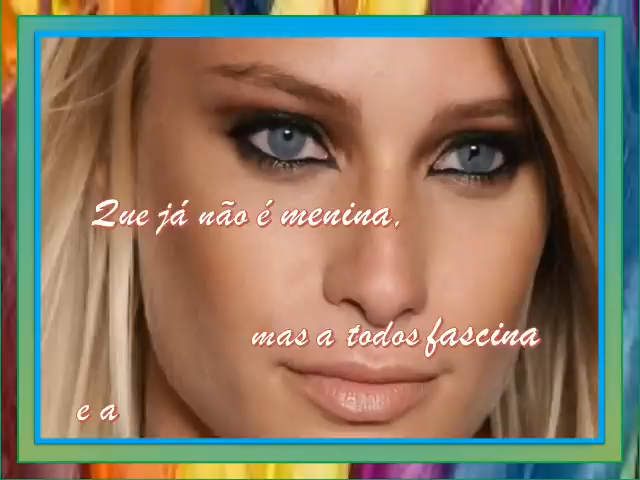 Que já não é menina,
mas a todos fascina
e a